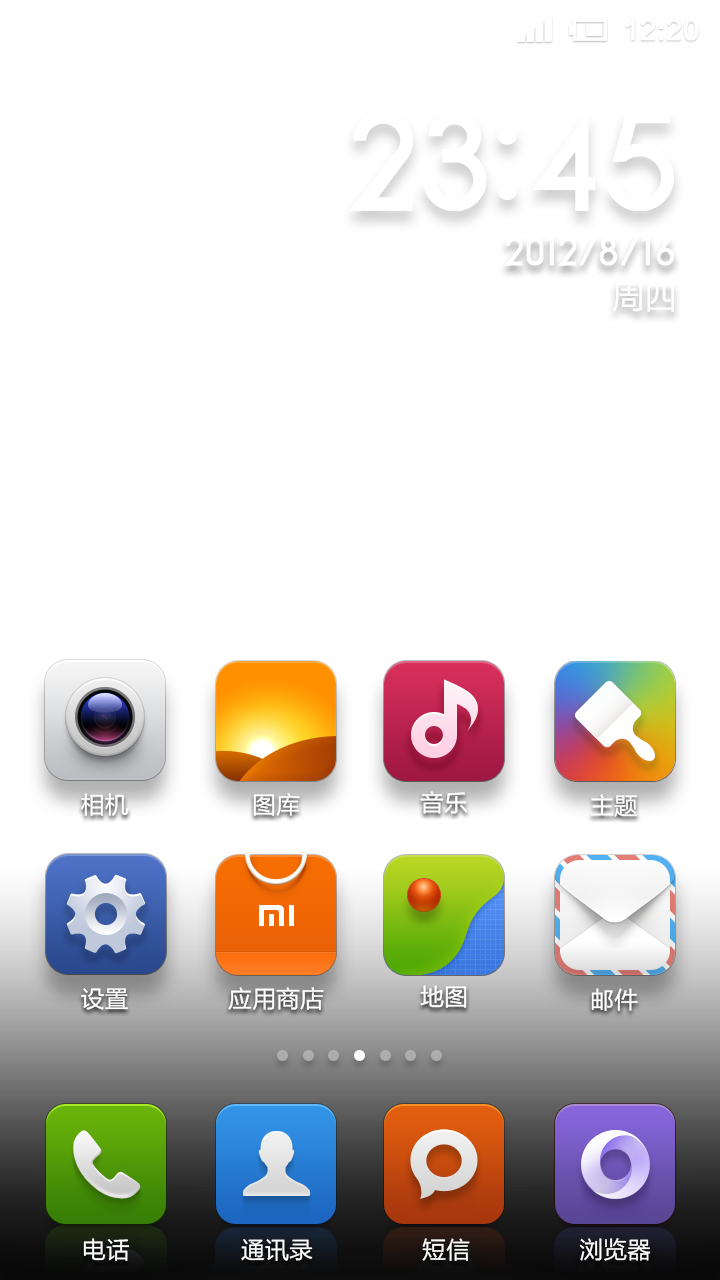 12:20
23:45
2012/8/16
周四
相机 图库 音乐 主题
MI
设置 应用商店 地图 邮件
电话 通讯录 短信 浏览器